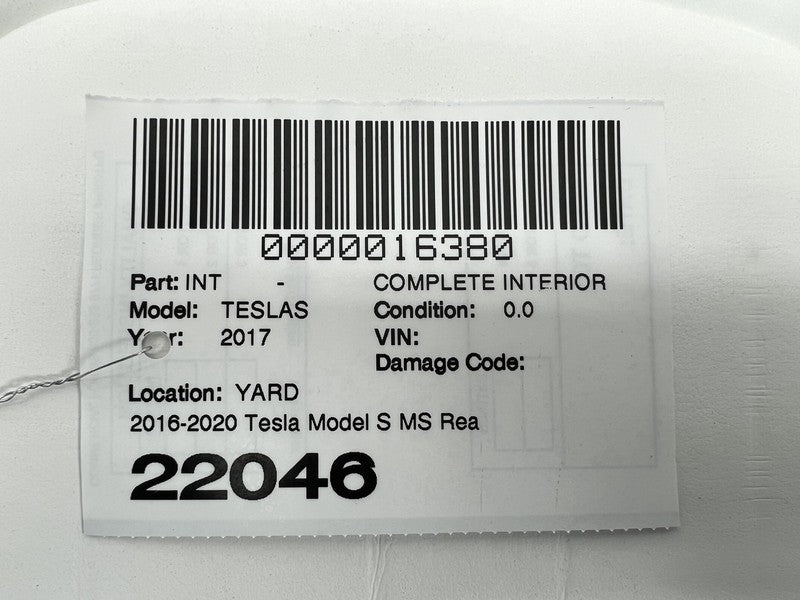 0000016380
Part: INT - COMPLETE INTERIOR
Model: TESLAS Condition: 0.0
Year: 2017 VIN:
Damage Code:
Location: YARD
2016-2020 Tesla Model S MS Rea
22046